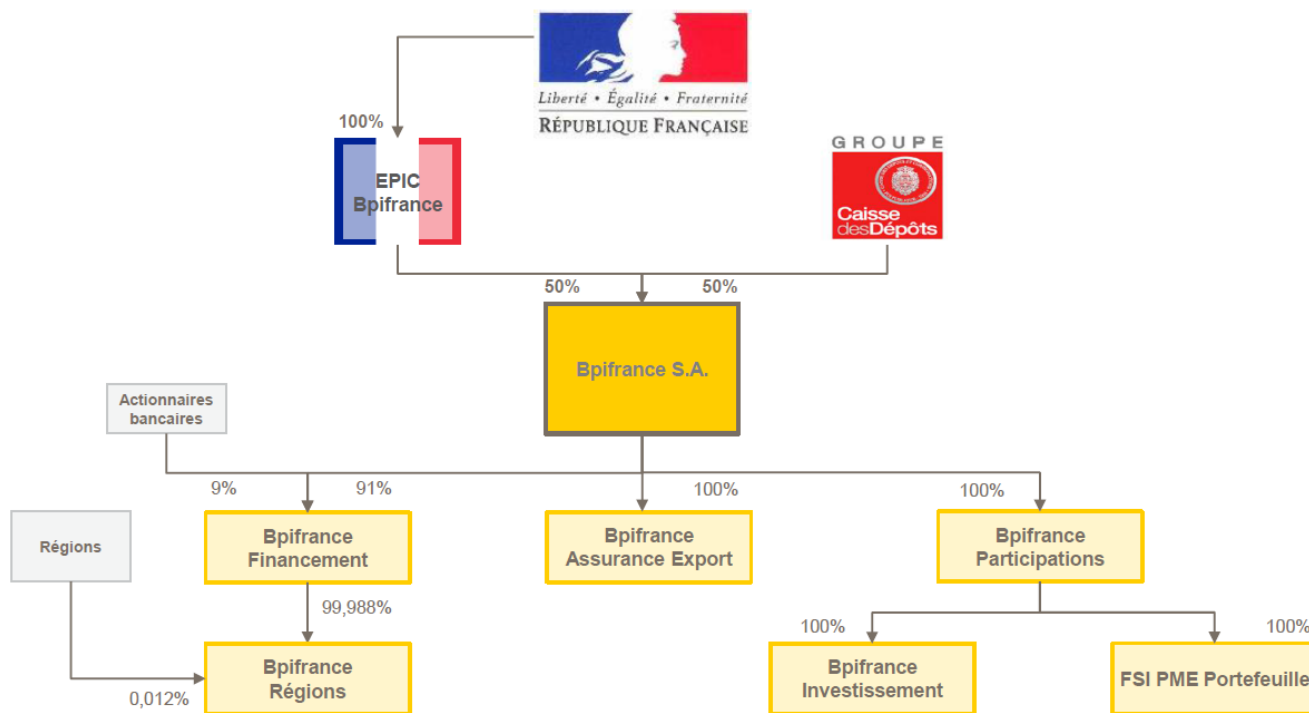 Liberté • Égalité • Fraternité
RÉPUBLIQUE FRANÇAISE
100%
EPIC
Bpifrance
GROUPE
Caisse
desDépôts
50%
50%
Bpifrance S.A.
Actionnaires
bancaires
9%
91%
100%
100%
Régions
Bpifrance
Financement
Bpifrance
Assurance Export
Bpifrance
Participations
99,988%
100%
100%
Bpifrance
Régions
Bpifrance
Investissement
FSI PME Portefeuille
0,012%